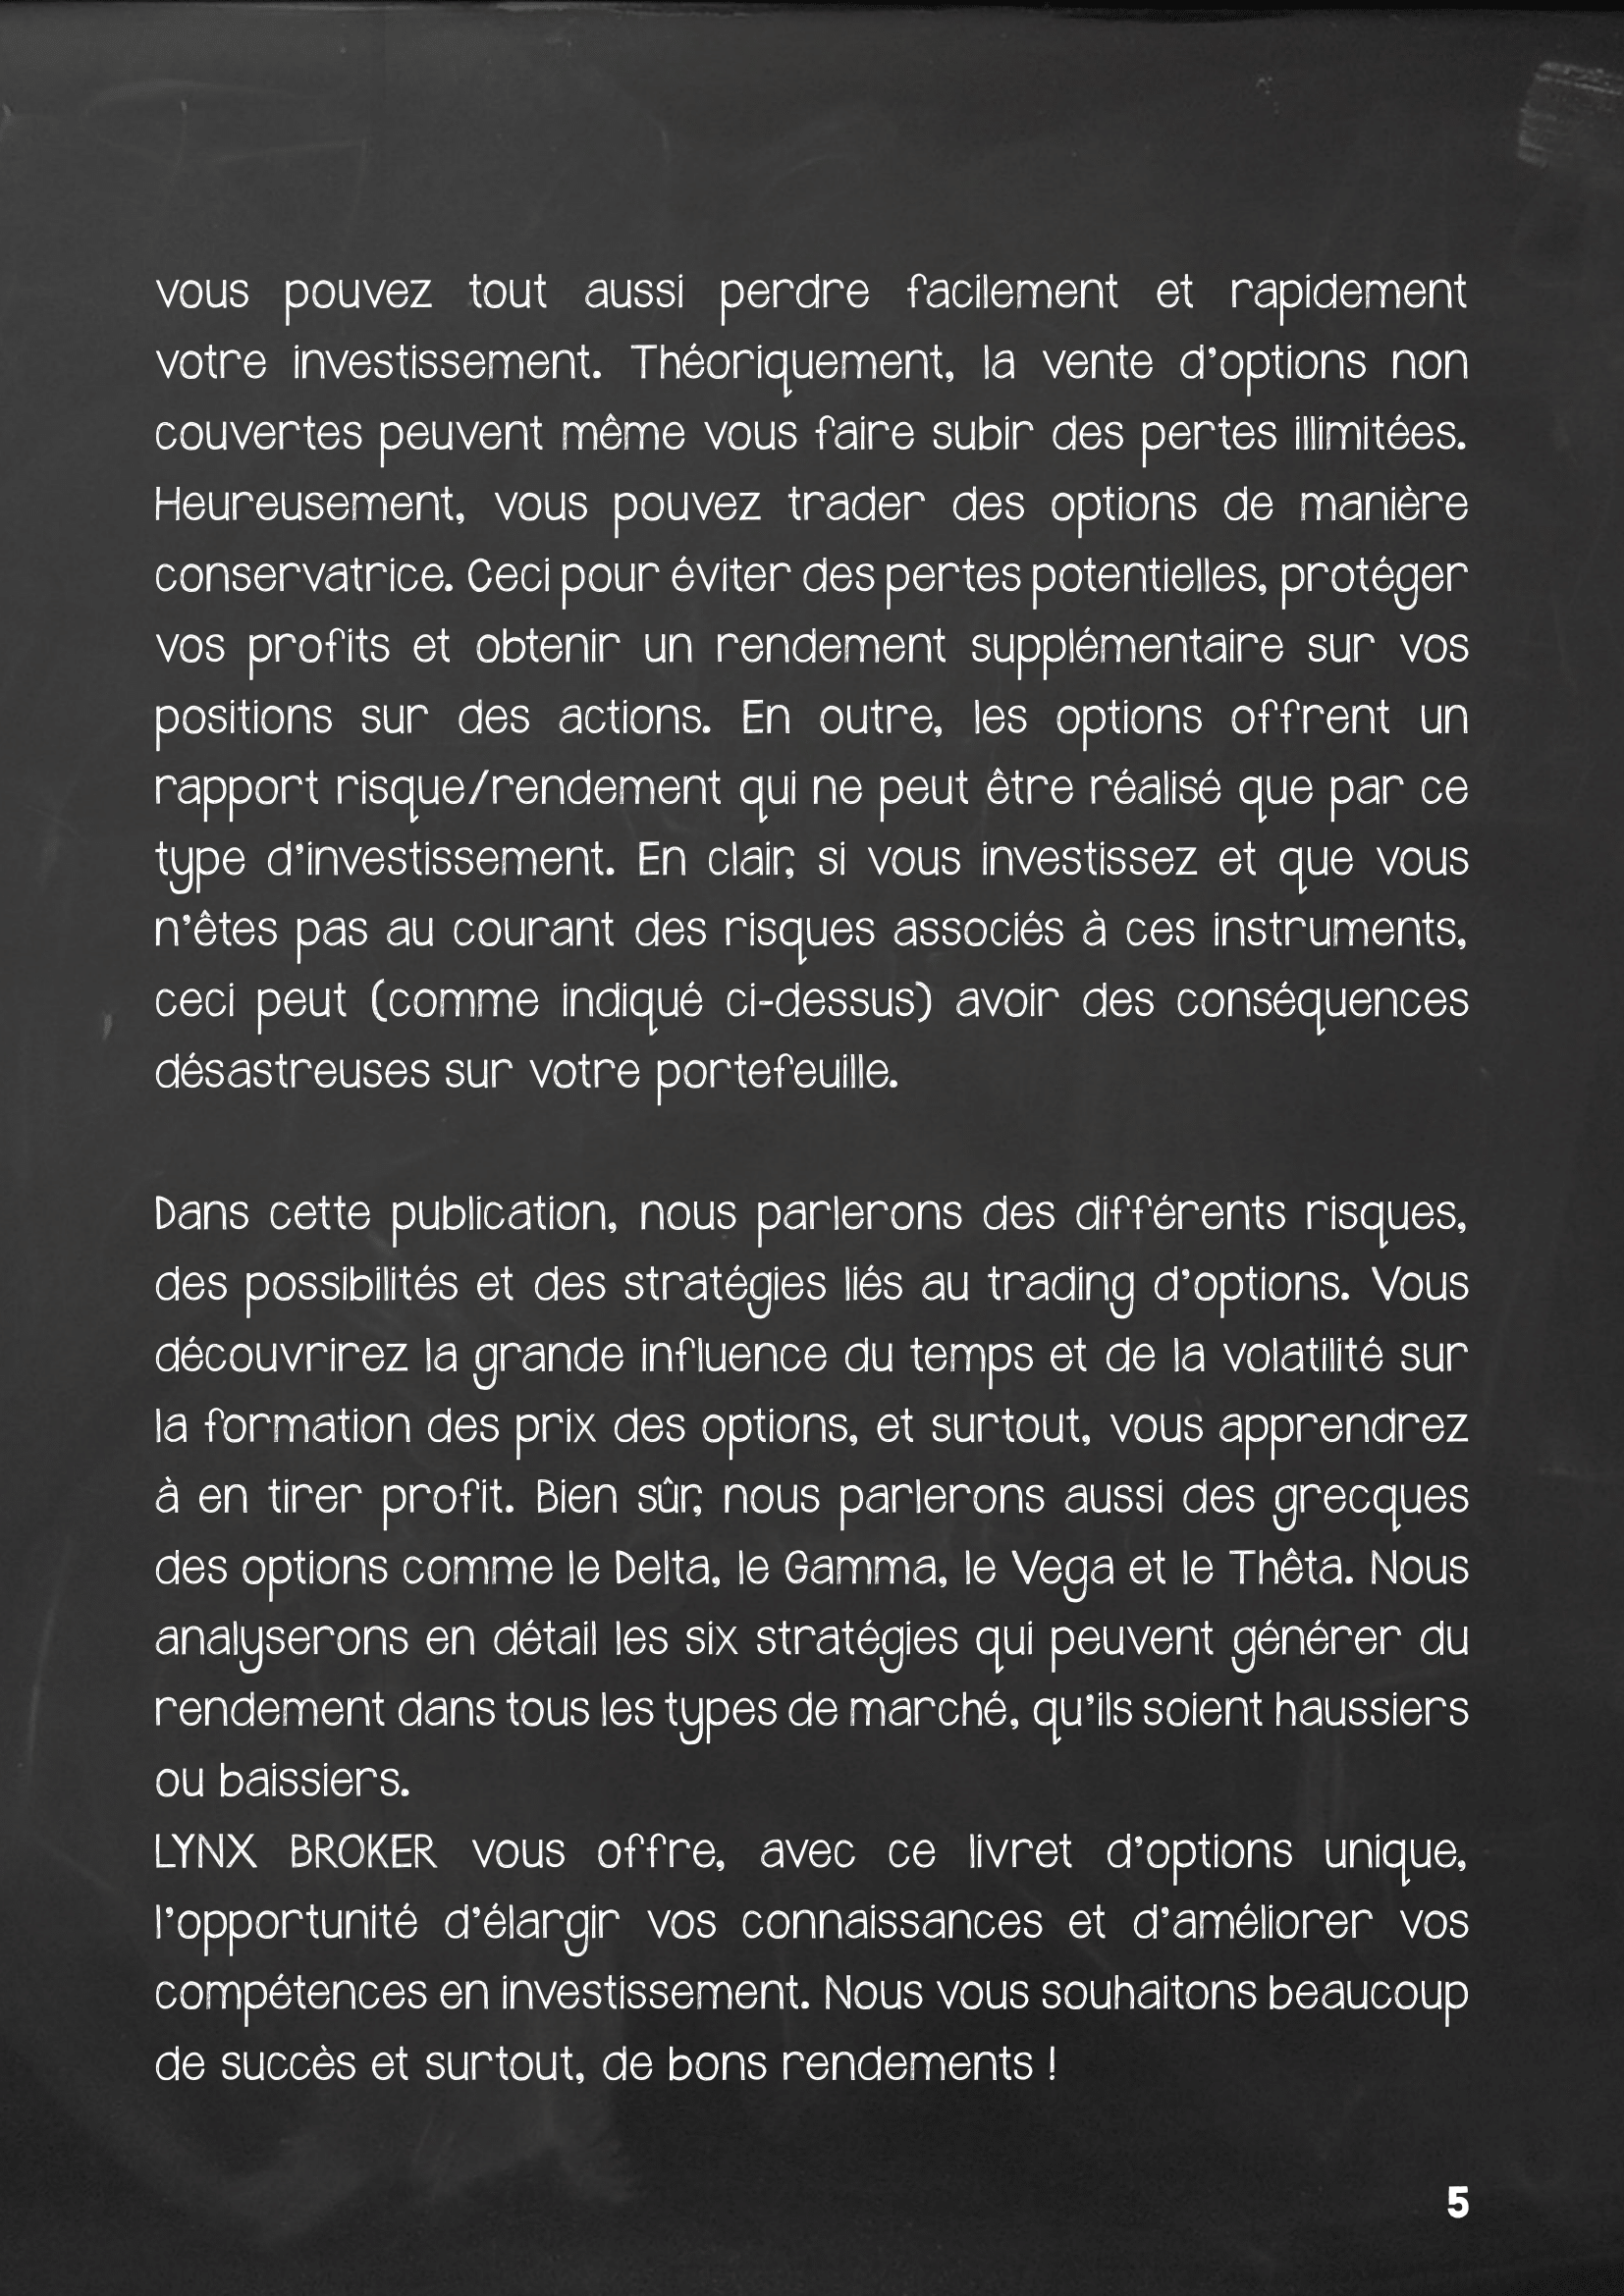 vous pouvez tout aussi perdre facilement et rapidement
votre investissement. Théoriquement, la vente d'options non
couvertes peuvent même vous faire subir des pertes illimitées.
Heureusement, vous pouvez trader des options de manière
conservatrice. Ceci pour éviter des pertes potentielles, protéger
vos profits et obtenir un rendement supplémentaire sur vos
positions sur des actions. En outre, les options offrent un
rapport risque/rendement qui ne peut être réalisé que par ce
type d'investissement. En clair, si vous investissez et que vous
n'êtes pas au courant des risques associés à ces instruments,
ceci peut (comme indiqué ci-dessus) avoir des conséquences
désastreuses sur votre portefeuille.
Dans cette publication, nous parlerons des différents risques,
des possibilités et des stratégies liés au trading d'options. Vous
découvrirez la grande influence du temps et de la volatilité sur
la formation des prix des options, et surtout, vous apprendrez
à en tirer profit. Bien sûr, nous parlerons aussi des grecques
des options comme le Delta, le Gamma, le Vega et le Thêta. Nous
analyserons en détail les six stratégies qui peuvent générer du
rendement dans tous les types de marché, qu'ils soient haussiers
ou baissiers.
LYNX BROKER vous offre, avec ce livret d'options unique,
l'opportunité d'élargir vos connaissances et d'améliorer vos
compétences en investissement. Nous vous souhaitons beaucoup
de succès et surtout, de bons rendements !
5